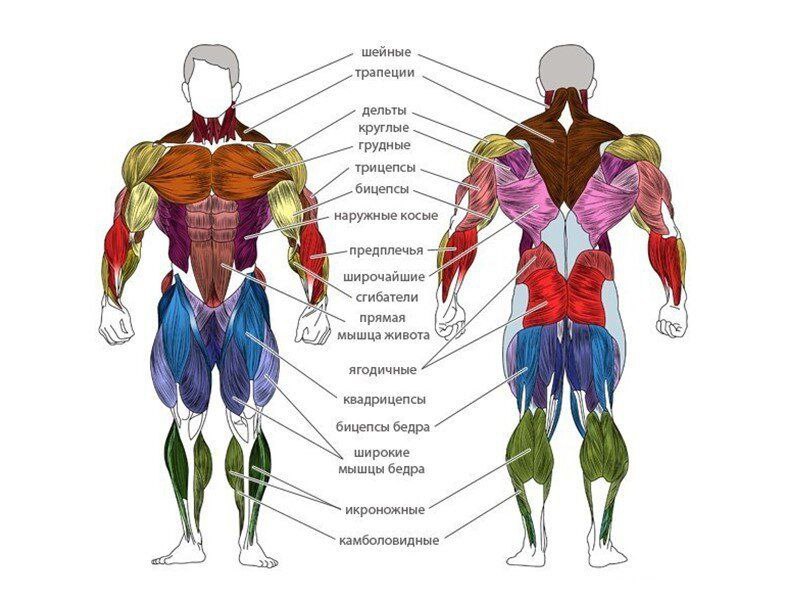 шейные
трапеции
дельты
круглые
грудные
трицепсы
бицепсы
наружные косые
предплечья
широчайшие
сгибатели
прямая
мышца живота
ягодичные
квадрицепсы
бицепсы бедра
широкие
мышцы бедра
икроножные
камболовидные